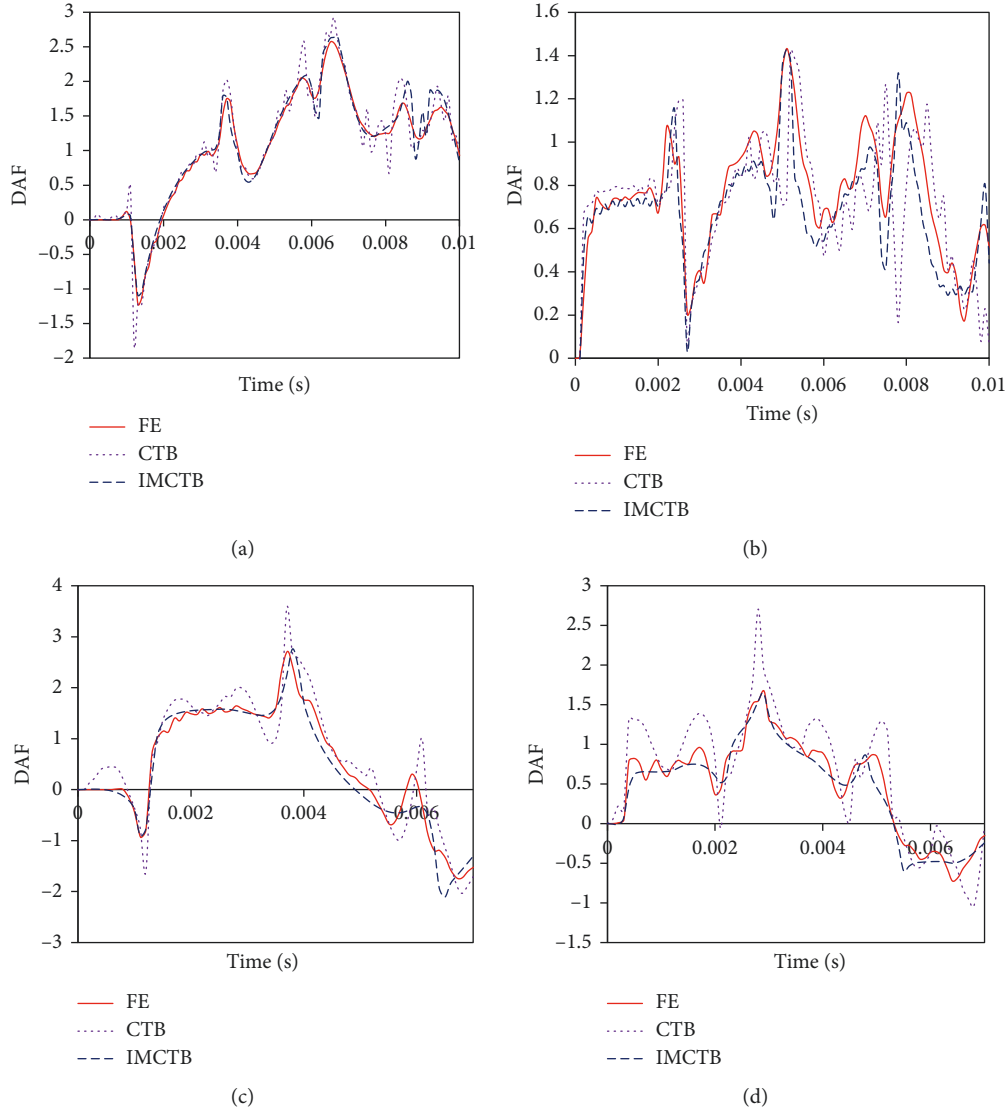 3
2.5
2
1.5
1
0.5
0
−0.5
−1
−1.5
−2
DAF
0
0.002
0.004
0.006
0.008
0.01
Time (s)
FE
CTB
IMCTB
(a)
1.6
1.4
1.2
1
0.8
0.6
0.4
0.2
0
DAF
0
0.002
0.004
0.006
0.008
0.01
Time (s)
FE
CTB
IMCTB
(b)
4
3
2
1
0
−1
−2
−3
DAF
0
0.002
0.004
0.006
Time (s)
FE
CTB
IMCTB
(c)
3
2.5
2
1.5
1
0.5
0
−0.5
−1
−1.5
DAF
0
0.002
0.004
0.006
Time (s)
FE
CTB
IMCTB
(d)